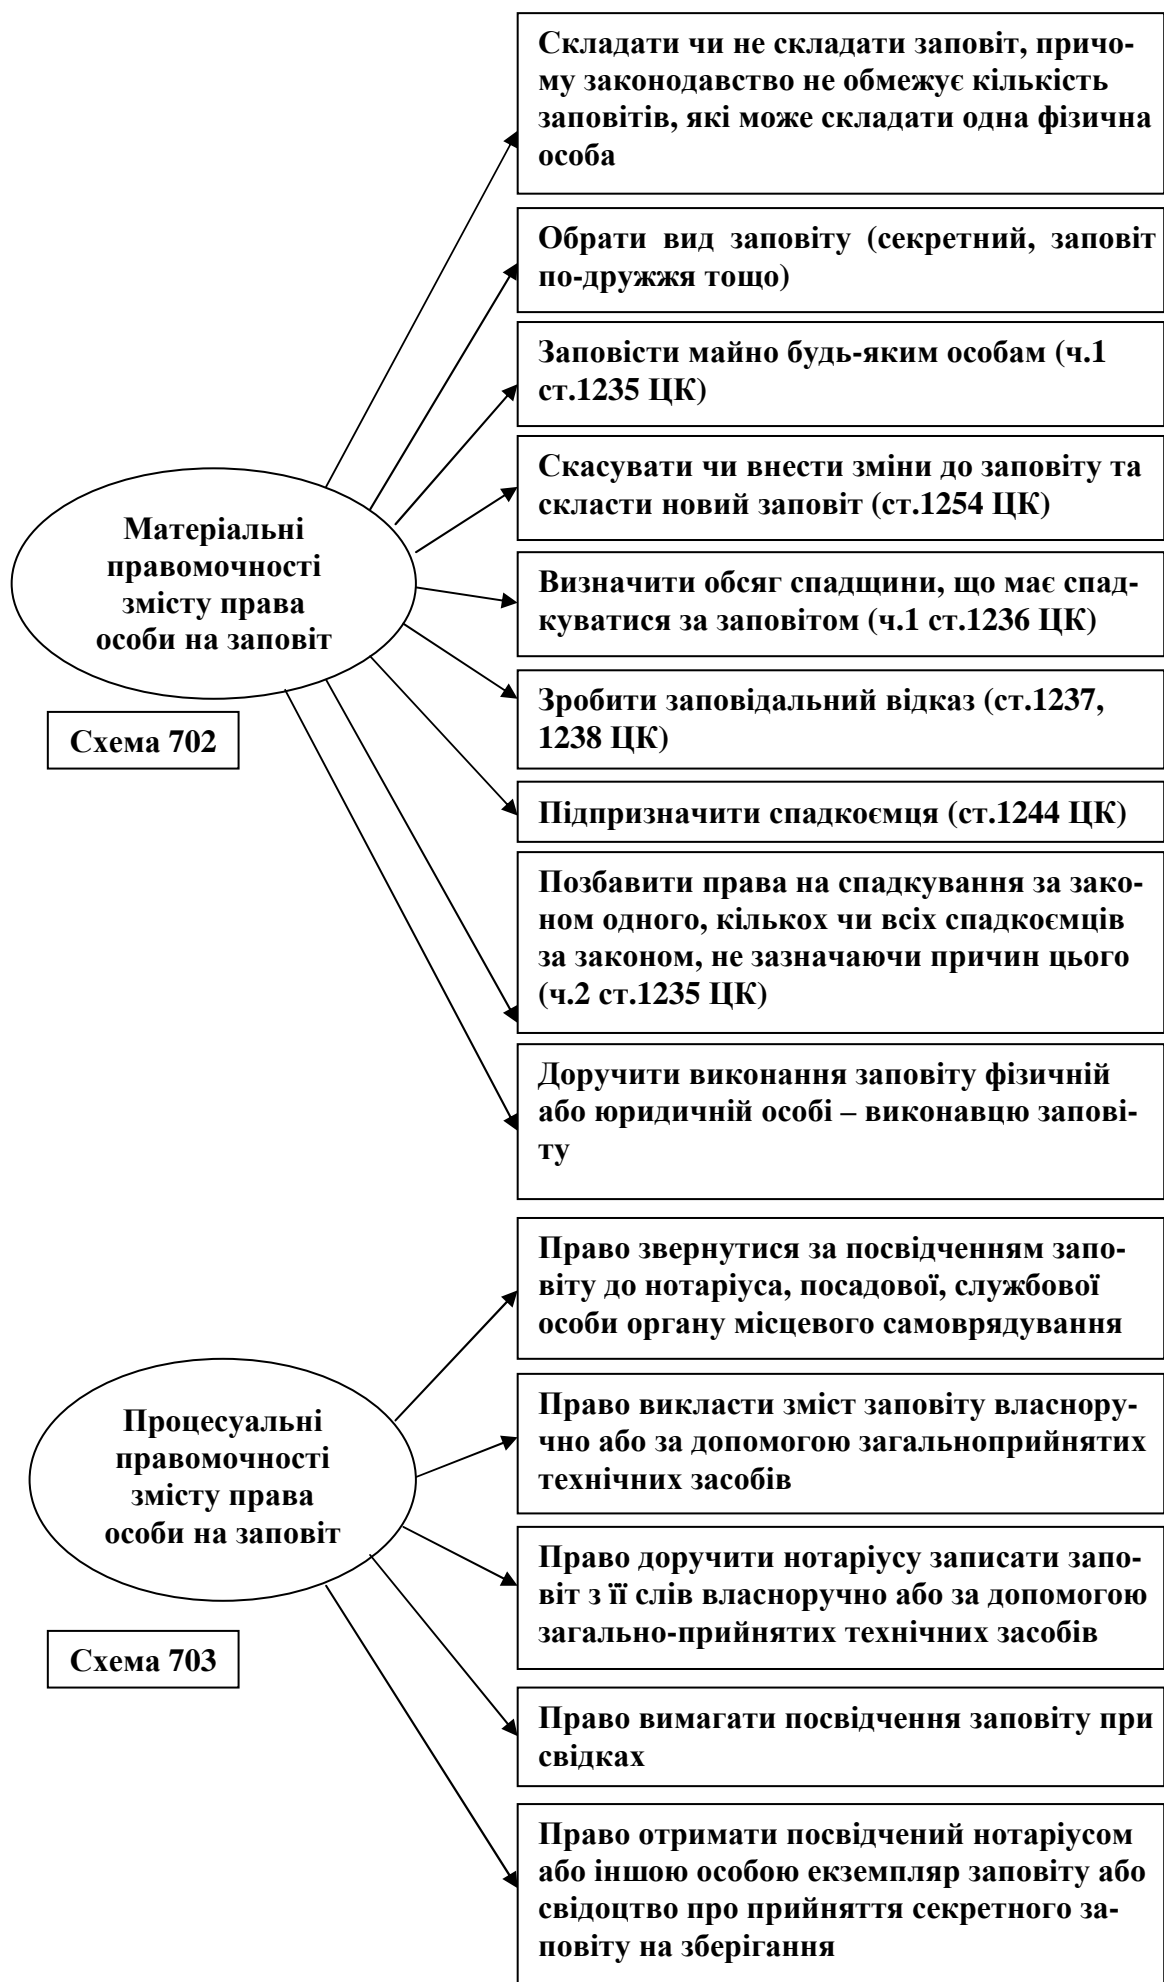 Складати чи не складати заповіт, причо-
му законодавство не обмежує кількість
заповітів, які може складати одна фізична
особа
Обрати вид заповіту (секретний, заповіт
по-дружжя тощо)
Заповісти майно будь-яким особам (ч.1
ст.1235 ЦК)
Скасувати чи внести зміни до заповіту та
скласти новий заповіт (ст.1254 ЦК)
Матеріальні
правомочності
змісту права
особи на заповіт
Визначити обсяг спадщини, що має спад-
куватися за заповітом (ч.1 ст.1236 ЦК)
Зробити заповідальний відказ (ст.1237,
1238 ЦК)
Схема 702
Підпризначити спадкоємця (ст.1244 ЦК)
Позбавити права на спадкування за зако-
ном одного, кількох чи всіх спадкоємців
за законом, не зазначаючи причин цього
(ч.2 ст.1235 ЦК)
Доручити виконання заповіту фізичній
або юридичній особі – виконавцю запові-
ту
Право звернутися за посвідченням запо-
віту до нотаріуса, посадової, службової
особи органу місцевого самоврядування
Процесуальні
правомочності
змісту права
особи на заповіт
Право викласти зміст заповіту власнору-
чно або за допомогою загальноприйнятих
технічних засобів
Право доручити нотаріусу записати запо-
віт з її слів власноручно або за допомогою
загально-прийнятих технічних засобів
Схема 703
Право вимагати посвідчення заповіту при
свідках
Право отримати посвідчений нотаріусом
або іншою особою екземпляр заповіту або
свідоцтво про прийняття секретного за-
повіту на зберігання